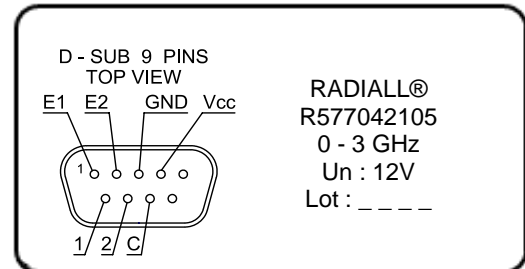 D - SUB 9 PINS
TOP VIEW
E1 E2 GND Vcc
1
1 2 C
RADIALL®
R577042105
0 - 3 GHz
Un : 12V
Lot : _ _ _ _